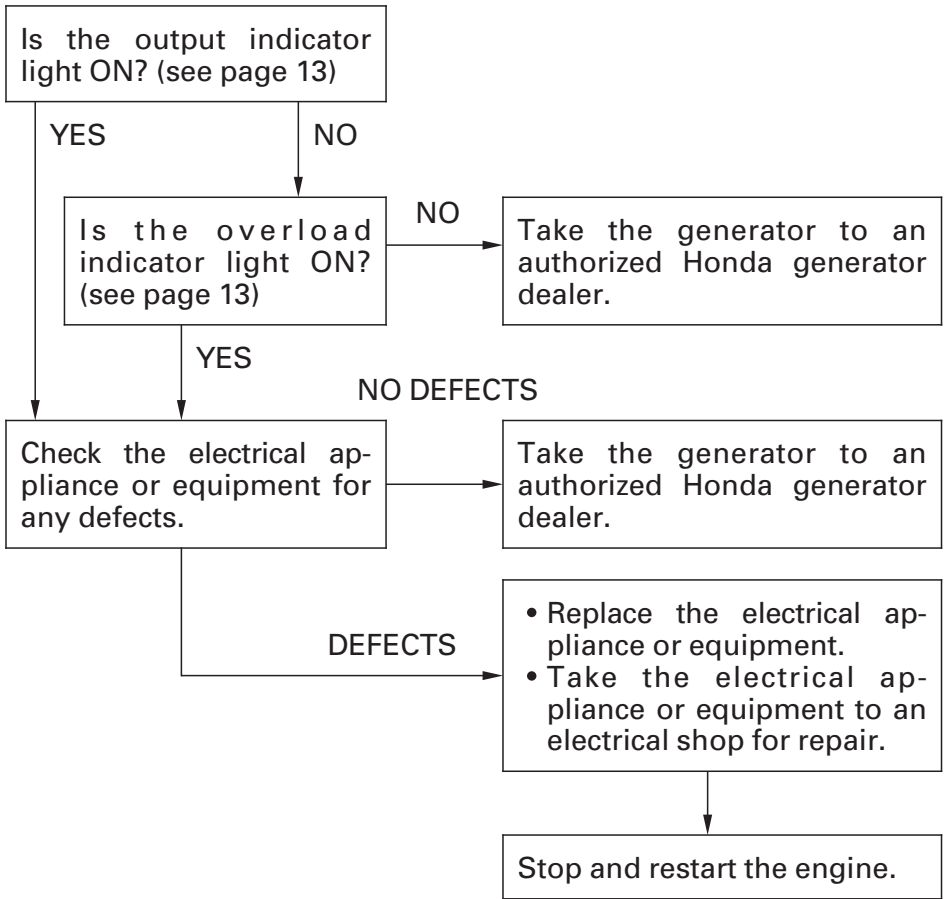 Is the output indicator
light ON? (see page 13)
YES
NO
Is the overload
indicator light ON?
(see page 13)
NO
Take the generator to an
authorized Honda generator
dealer.
YES
NO DEFECTS
Check the electrical ap-
pliance or equipment for
any defects.
Take the generator to an
authorized Honda generator
dealer.
DEFECTS
• Replace the electrical ap-
pliance or equipment.
• Take the electrical ap-
pliance or equipment to an
electrical shop for repair.
Stop and restart the engine.